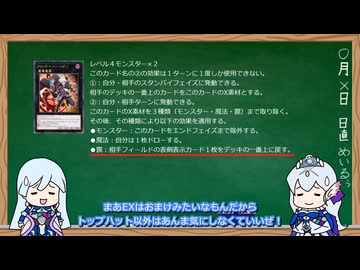 レベル４モンスター×２
このカード名の②の効果は１ターンに１度しか使用できない。
①：自分・相手のスタンバイフェイズに発動できる。
相手のデッキの一番上のカードをこのカードのX素材とする。
②：自分・相手ターンに発動できる。
このカードのX素材を３種類（モンスター・魔法・罠）まで取り除く。
その後、その種類により以下の効果を適用する。
●モンスター：このカードをエンドフェイズまで除外する。
●魔法：自分は１枚ドローする。
●罠：相手フィールドの表側表示カード１枚をデッキの一番上に戻す。
〇月×日
日直
めいるぅ
まあEXはおまけみたいなもんだから
トップハット以外はあんま気にしなくていいぜ！